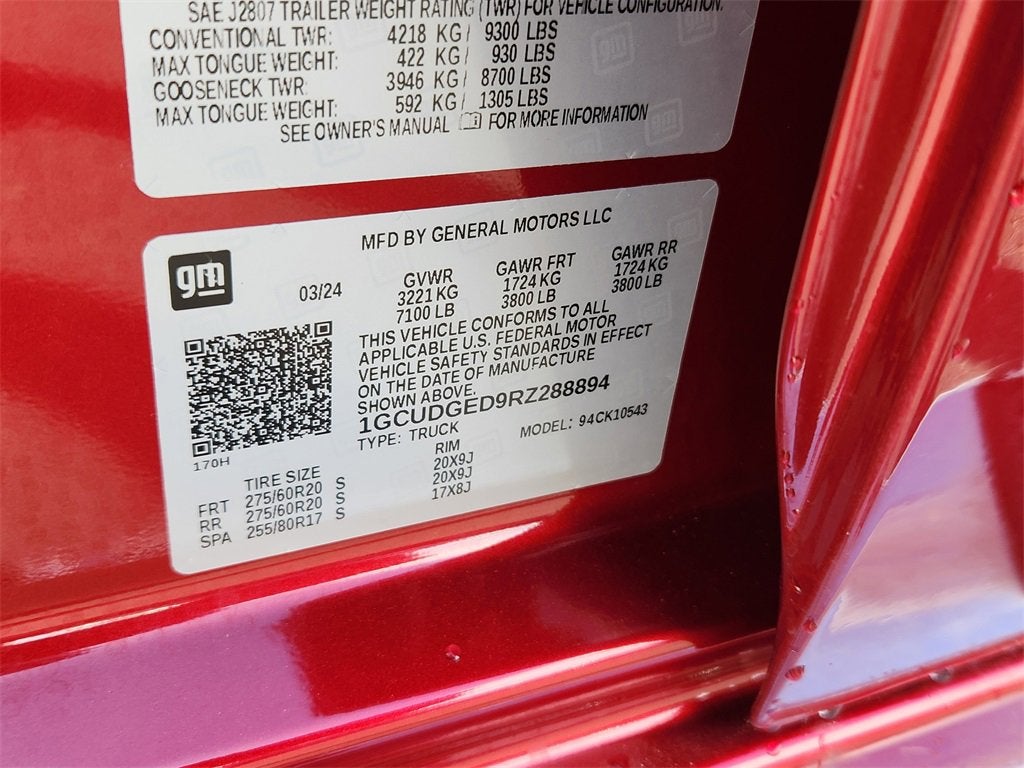 SAE J2807 TRAILER WEIGHT RATING (TWR) FOR VEHICLE CONFIGURATION.
CONVENTIONAL TWR: 4218 KG/ 9300 LBS
MAX TONGUE WEIGHT: 422 KG/ 930 LBS
GOOSENECK TWR: 3946 KG/ 8700 LBS
MAX TONGUE WEIGHT: 592 KG/ 1305 LBS
SEE OWNER'S MANUAL FOR MORE INFORMATION
MFD BY GENERAL MOTORS LLC
gm
03/24
GVWR GAWR FRT GAWR RR
3221 KG 1724 KG 1724 KG
7100 LB 3800 LB 3800 LB
THIS VEHICLE CONFORMS TO ALL
APPLICABLE U.S. FEDERAL MOTOR
VEHICLE SAFETY STANDARDS IN EFFECT
ON THE DATE OF MANUFACTURE
SHOWN ABOVE.
1GCUDGED9RZ288894
TYPE: TRUCK MODEL: 94CK10543
170H
TIRE SIZE RIM
FRT 275/60R20 S 20X9J
RR 275/60R20 S 20X9J
SPA 255/80R17 S 17X8J